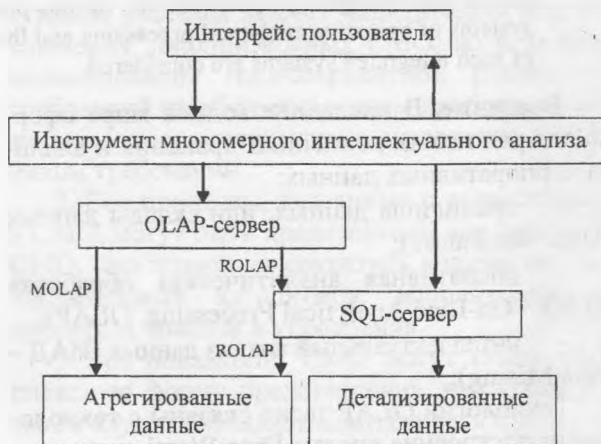 Интерфейс пользователя
Инструмент многомерного интеллектуального анализа
OLAP-сервер
MOLAP
ROLAP
SQL-сервер
ROLAP
Агрегированные
данные
Детализированные
данные